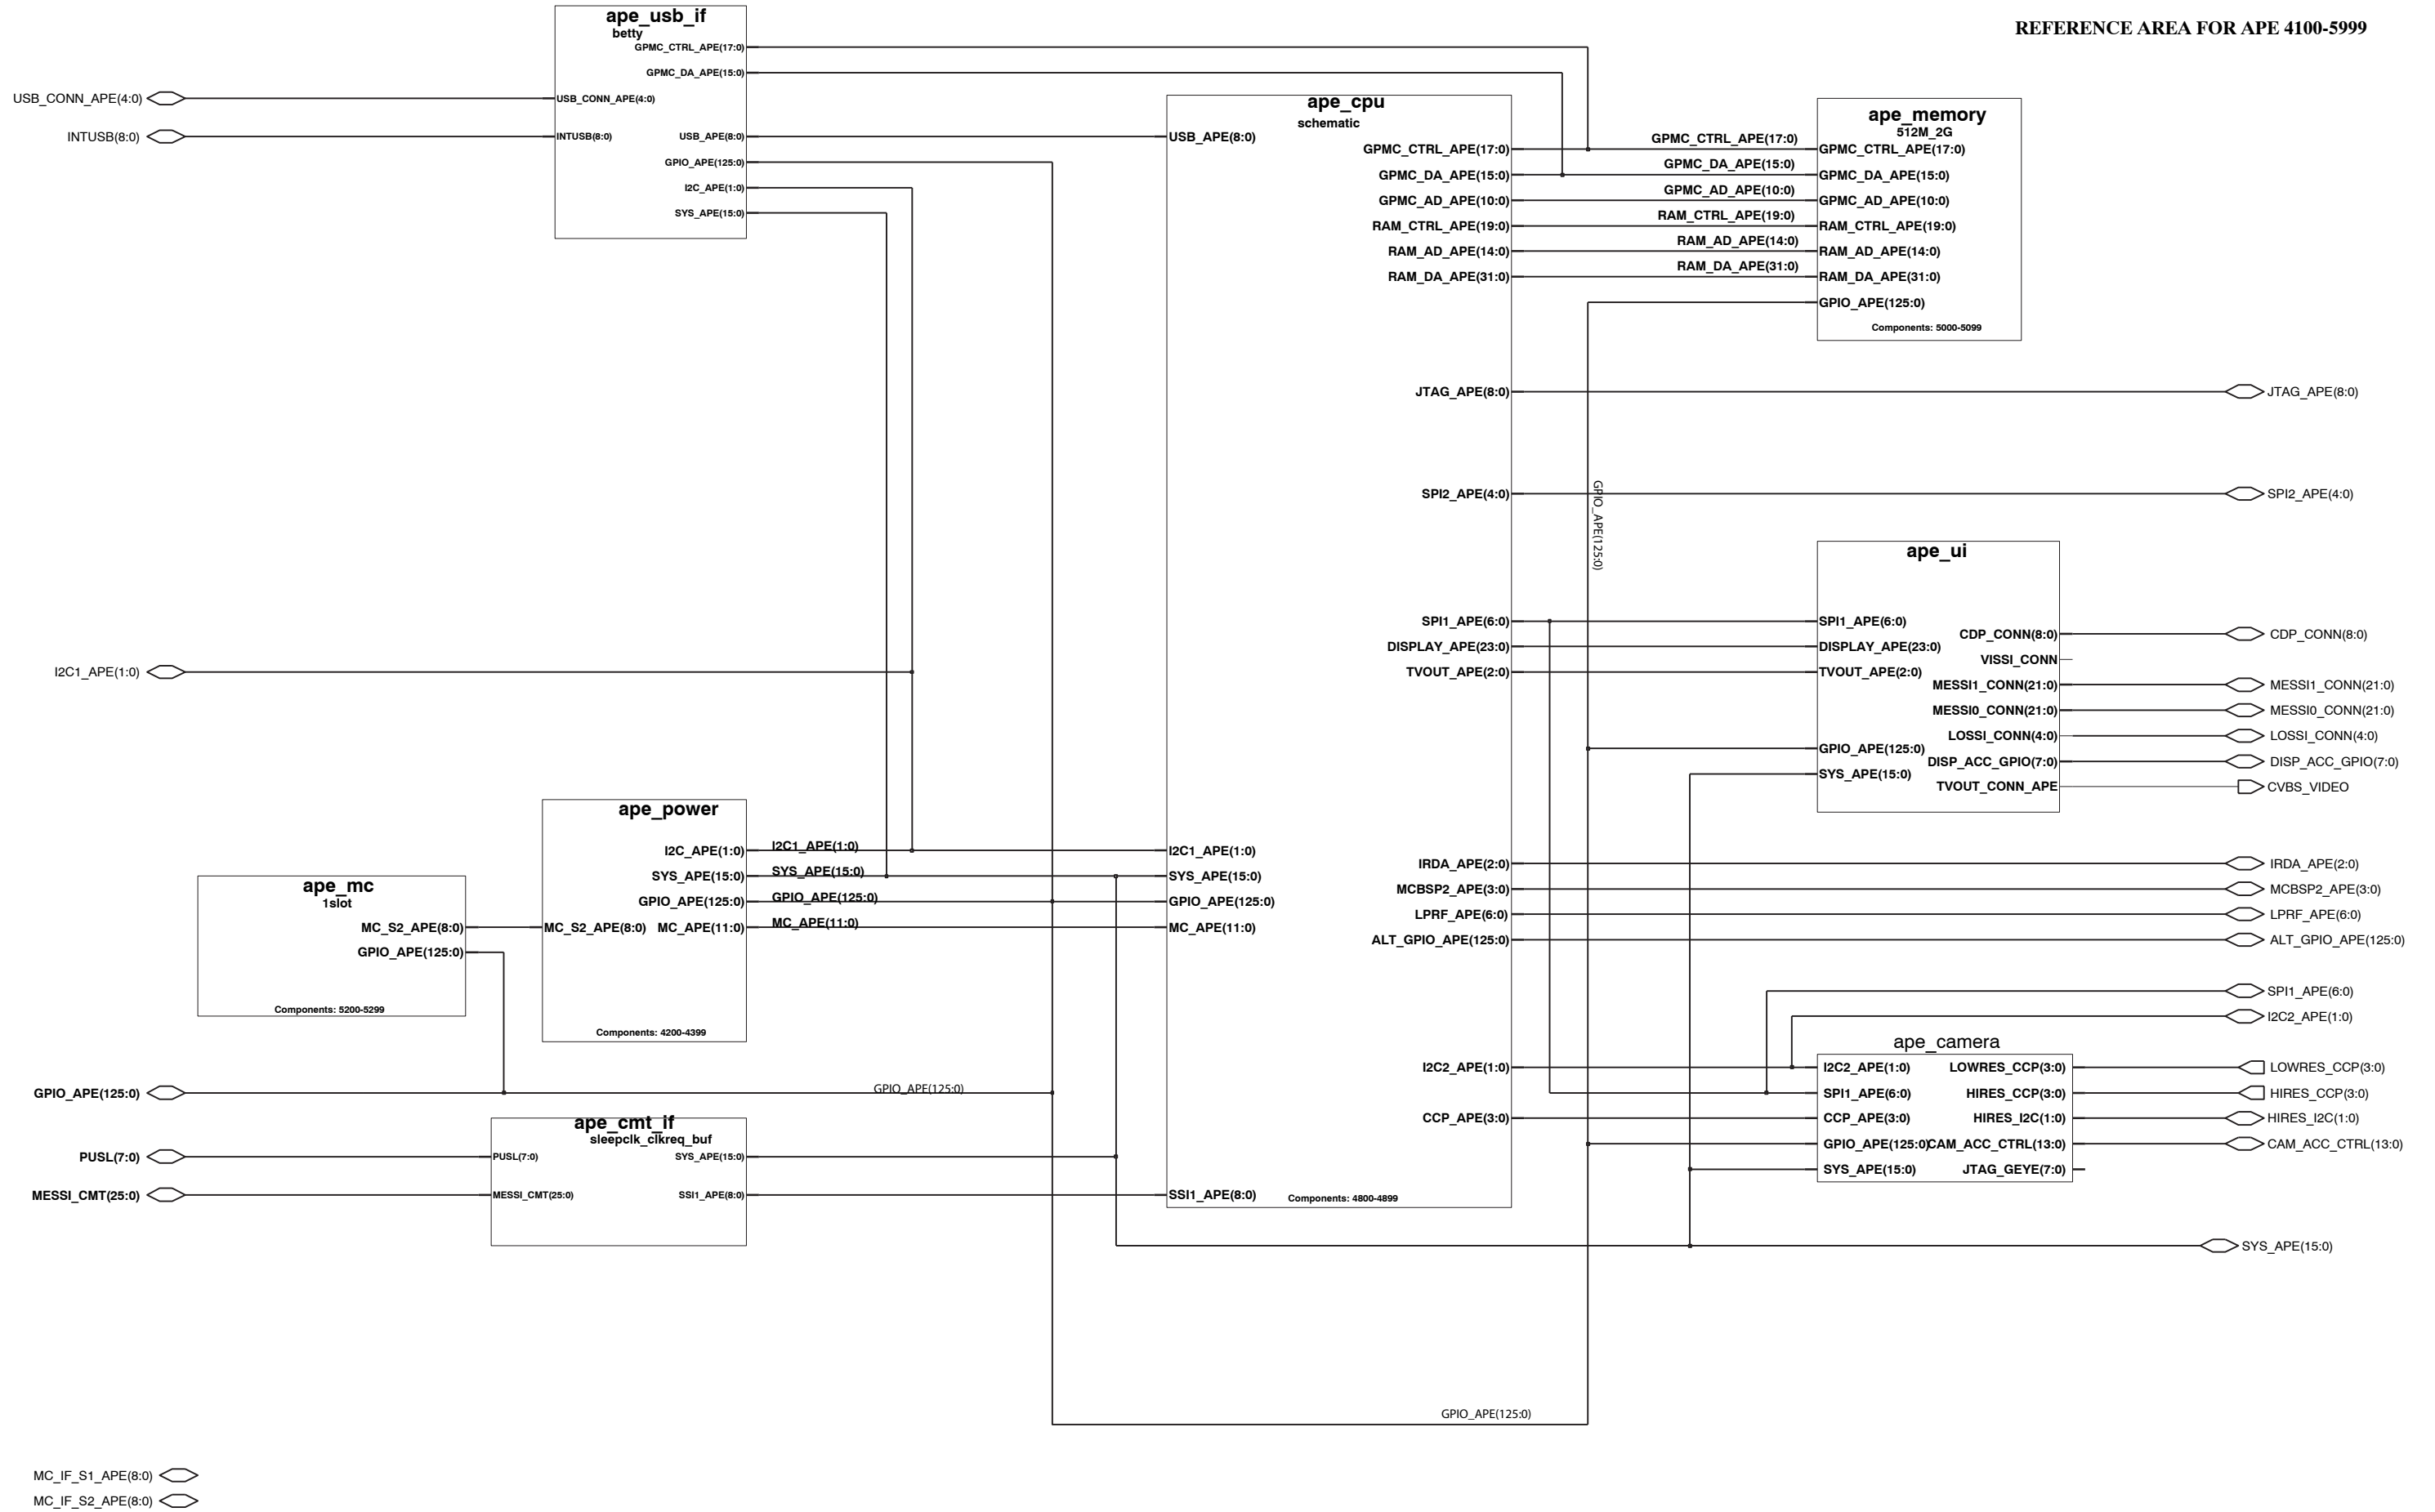 REFERENCE AREA FOR APE 4100-5999
ape_usb_if
betty
GPMC_CTRL_APE(17:0)
GPMC_DA_APE(15:0)
USB_CONN_APE(4:0)
USB_CONN_APE(4:0)
INTUSB(8:0)
INTUSB(8:0)
USB_APE(8:0)
GPIO_APE(125:0)
I2C_APE(1:0)
SYS_APE(15:0)
ape_cpu
schematic
USB_APE(8:0)
GPMC_CTRL_APE(17:0)
GPMC_DA_APE(15:0)
GPMC_AD_APE(10:0)
RAM_CTRL_APE(19:0)
RAM_AD_APE(14:0)
RAM_DA_APE(31:0)
GPMC_CTRL_APE(17:0)
GPMC_DA_APE(15:0)
GPMC_AD_APE(10:0)
RAM_CTRL_APE(19:0)
RAM_AD_APE(14:0)
RAM_DA_APE(31:0)
ape_memory
512M_2G
GPMC_CTRL_APE(17:0)
GPMC_DA_APE(15:0)
GPMC_AD_APE(10:0)
RAM_CTRL_APE(19:0)
RAM_AD_APE(14:0)
RAM_DA_APE(31:0)
GPIO_APE(125:0)
Components: 5000-5099
JTAG_APE(8:0)
JTAG_APE(8:0)
SPI2_APE(4:0)
SPI2_APE(4:0)
GPIO_APE(125:0)
SPI1_APE(6:0)
DISPLAY_APE(23:0)
TVOUT_APE(2:0)
ape_ui
SPI1_APE(6:0)
DISPLAY_APE(23:0)
TVOUT_APE(2:0)
GPIO_APE(125:0)
SYS_APE(15:0)
CDP_CONN(8:0)
VISSI_CONN
MESSI1_CONN(21:0)
MESSI0_CONN(21:0)
LOSSI_CONN(4:0)
DISP_ACC_GPIO(7:0)
TVOUT_CONN_APE
CDP_CONN(8:0)
MESSI1_CONN(21:0)
MESSI0_CONN(21:0)
LOSSI_CONN(4:0)
DISP_ACC_GPIO(7:0)
CVBS_VIDEO
I2C1_APE(1:0)
ape_power
I2C_APE(1:0)
SYS_APE(15:0)
GPIO_APE(125:0)
MC_S2_APE(8:0)
MC_APE(11:0)
Components: 4200-4399
I2C1_APE(1:0)
SYS_APE(15:0)
GPIO_APE(125:0)
MC_APE(11:0)
I2C1_APE(1:0)
SYS_APE(15:0)
GPIO_APE(125:0)
MC_APE(11:0)
ape_mc
1slot
MC_S2_APE(8:0)
GPIO_APE(125:0)
Components: 5200-5299
IRDA_APE(2:0)
MCBSP2_APE(3:0)
LPRF_APE(6:0)
ALT_GPIO_APE(125:0)
IRDA_APE(2:0)
MCBSP2_APE(3:0)
LPRF_APE(6:0)
ALT_GPIO_APE(125:0)
SPI1_APE(6:0)
I2C2_APE(1:0)
I2C2_APE(1:0)
CCP_APE(3:0)
ape_camera
I2C2_APE(1:0)
SPI1_APE(6:0)
CCP_APE(3:0)
GPIO_APE(125:0)
SYS_APE(15:0)
LOWRES_CCP(3:0)
HIRES_CCP(3:0)
HIRES_I2C(1:0)
CAM_ACC_CTRL(13:0)
JTAG_GEYE(7:0)
LOWRES_CCP(3:0)
HIRES_CCP(3:0)
HIRES_I2C(1:0)
CAM_ACC_CTRL(13:0)
GPIO_APE(125:0)
GPIO_APE(125:0)
PUSL(7:0)
MESSI_CMT(25:0)
ape_cmt_if
sleepclk_clkreq_buf
PUSL(7:0)
SYS_APE(15:0)
MESSI_CMT(25:0)
SSI1_APE(8:0)
SSI1_APE(8:0)
Components: 4800-4899
SYS_APE(15:0)
GPIO_APE(125:0)
MC_IF_S1_APE(8:0)
MC_IF_S2_APE(8:0)